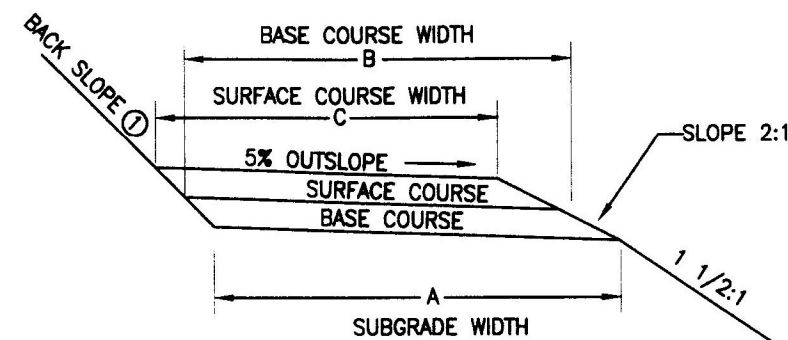 BACK SLOPE ①
BASE COURSE WIDTH
B
SURFACE COURSE WIDTH
C
SLOPE 2:1
5% OUTSLOPE
SURFACE COURSE
BASE COURSE
1 1/2:1
A
SUBGRADE WIDTH